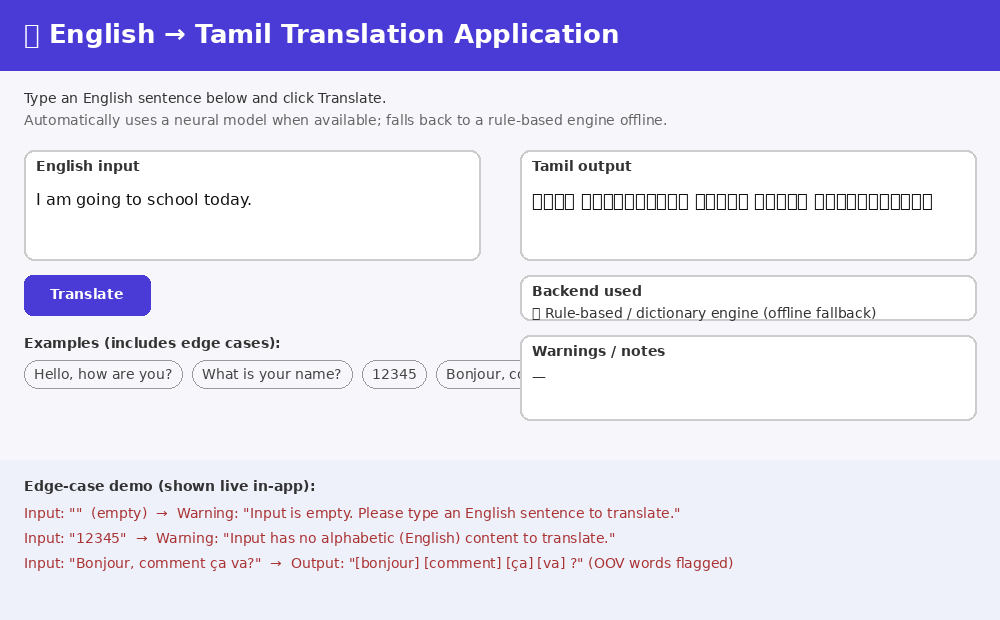 English → Tamil Translation Application
Type an English sentence below and click Translate.
Automatically uses a neural model when available; falls back to a rule-based engine offline.
English input
I am going to school today.
Tamil output
Translate
Backend used
Rule-based / dictionary engine (offline fallback)
Examples (includes edge cases):
Hello, how are you?
What is your name?
12345
Bonjour,
Warnings / notes
—
Edge-case demo (shown live in-app):
Input: ""  (empty)  →  Warning: "Input is empty. Please type an English sentence to translate."
Input: "12345"  →  Warning: "Input has no alphabetic (English) content to translate."
Input: "Bonjour, comment ça va?"  →  Output: "[bonjour] [comment] [ça] [va] ?" (OOV words flagged)